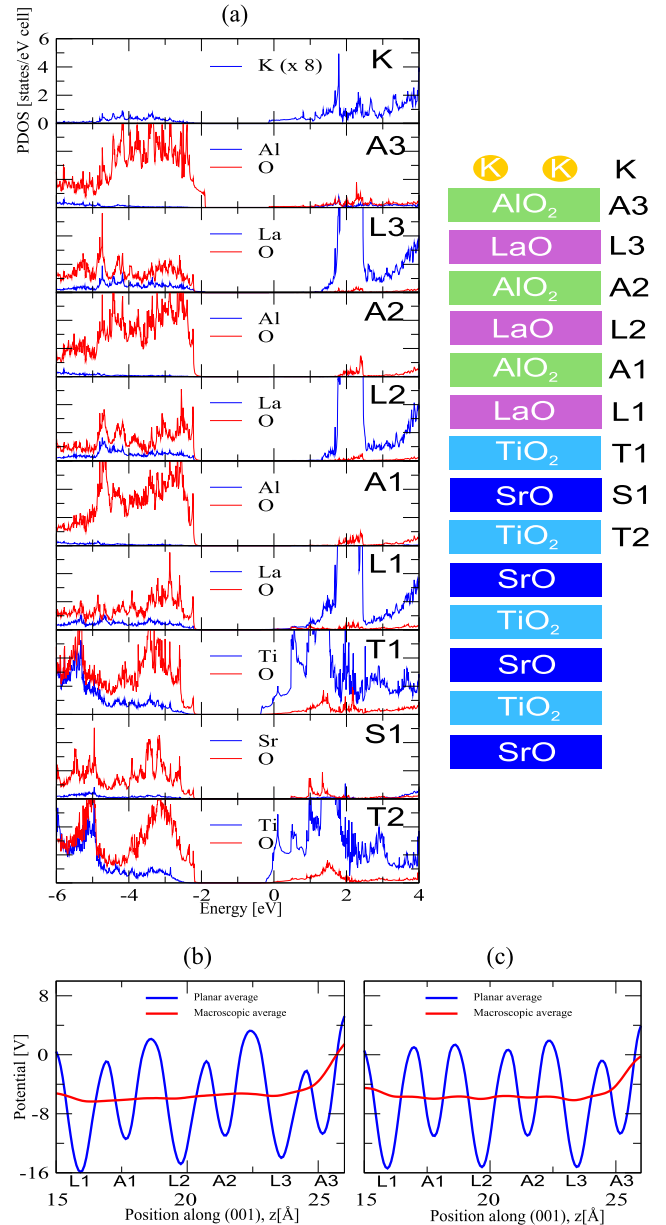 (a)
PDOS [states/eV cell]
6
4
2
0
K (x 8)
K
Al
O
A3
La
O
L3
Al
O
A2
La
O
L2
Al
O
A1
La
O
L1
Ti
O
T1
Sr
O
S1
Ti
O
T2
-6 -4 -2 0 2 4
Energy [eV]
K K K
AlO₂ A3
LaO L3
AlO₂ A2
LaO L2
AlO₂ A1
LaO L1
TiO₂ T1
SrO S1
TiO₂ T2
SrO
TiO₂
SrO
TiO₂
SrO
(b)
Potential [V]
8
0
-8
-16
Planar average
Macroscopic average
L1 A1 L2 A2 L3 A3
15 20 25
Position along (001), z[Å]
(c)
Planar average
Macroscopic average
L1 A1 L2 A2 L3 A3
15 20 25
Position along (001), z[Å]